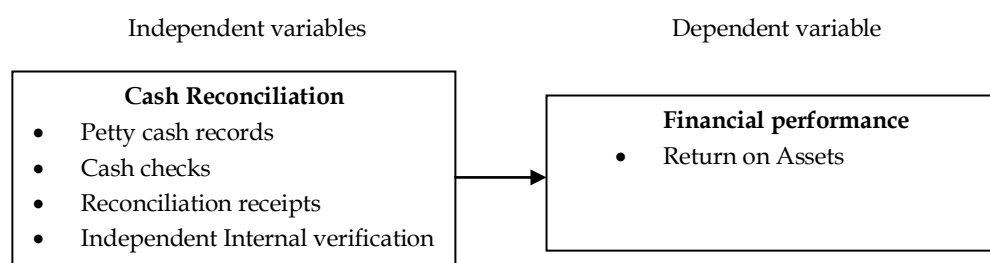 Independent variables
Dependent variable
Cash Reconciliation
• Petty cash records
• Cash checks
• Reconciliation receipts
• Independent Internal verification
Financial performance
• Return on Assets